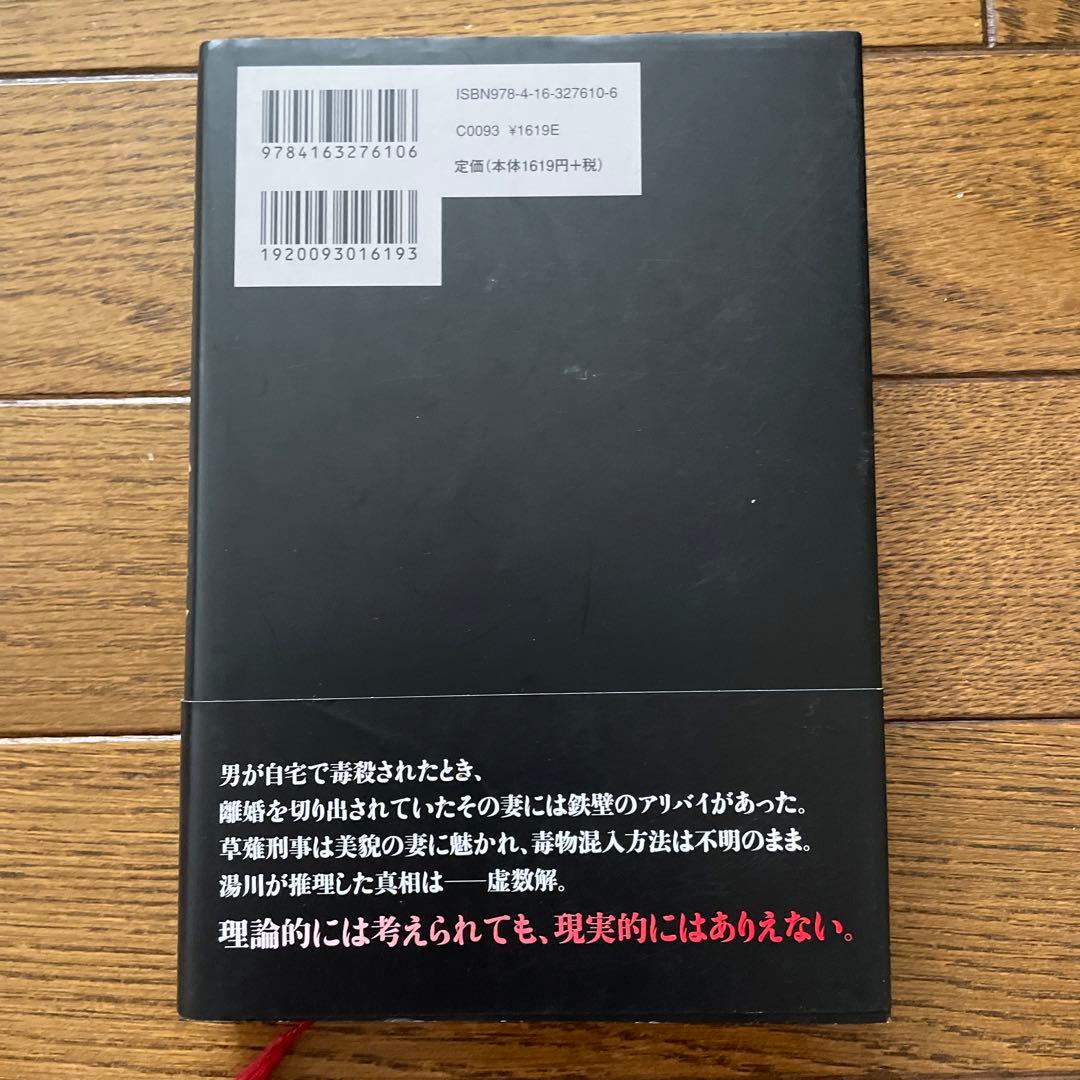 ISBN978-4-16-327610-6
C0093 ¥1619E
定価(本体1619円+税)
9784163276106
1920093016193
男が自宅で毒殺されたとき、
離婚を切り出されていたその妻には鉄壁のアリバイがあった。
草薙刑事は美貌の妻に魅かれ、毒物混入方法は不明のまま。
湯川が推理した真相は──虚数解。
理論的には考えられても、現実的にはありえない。